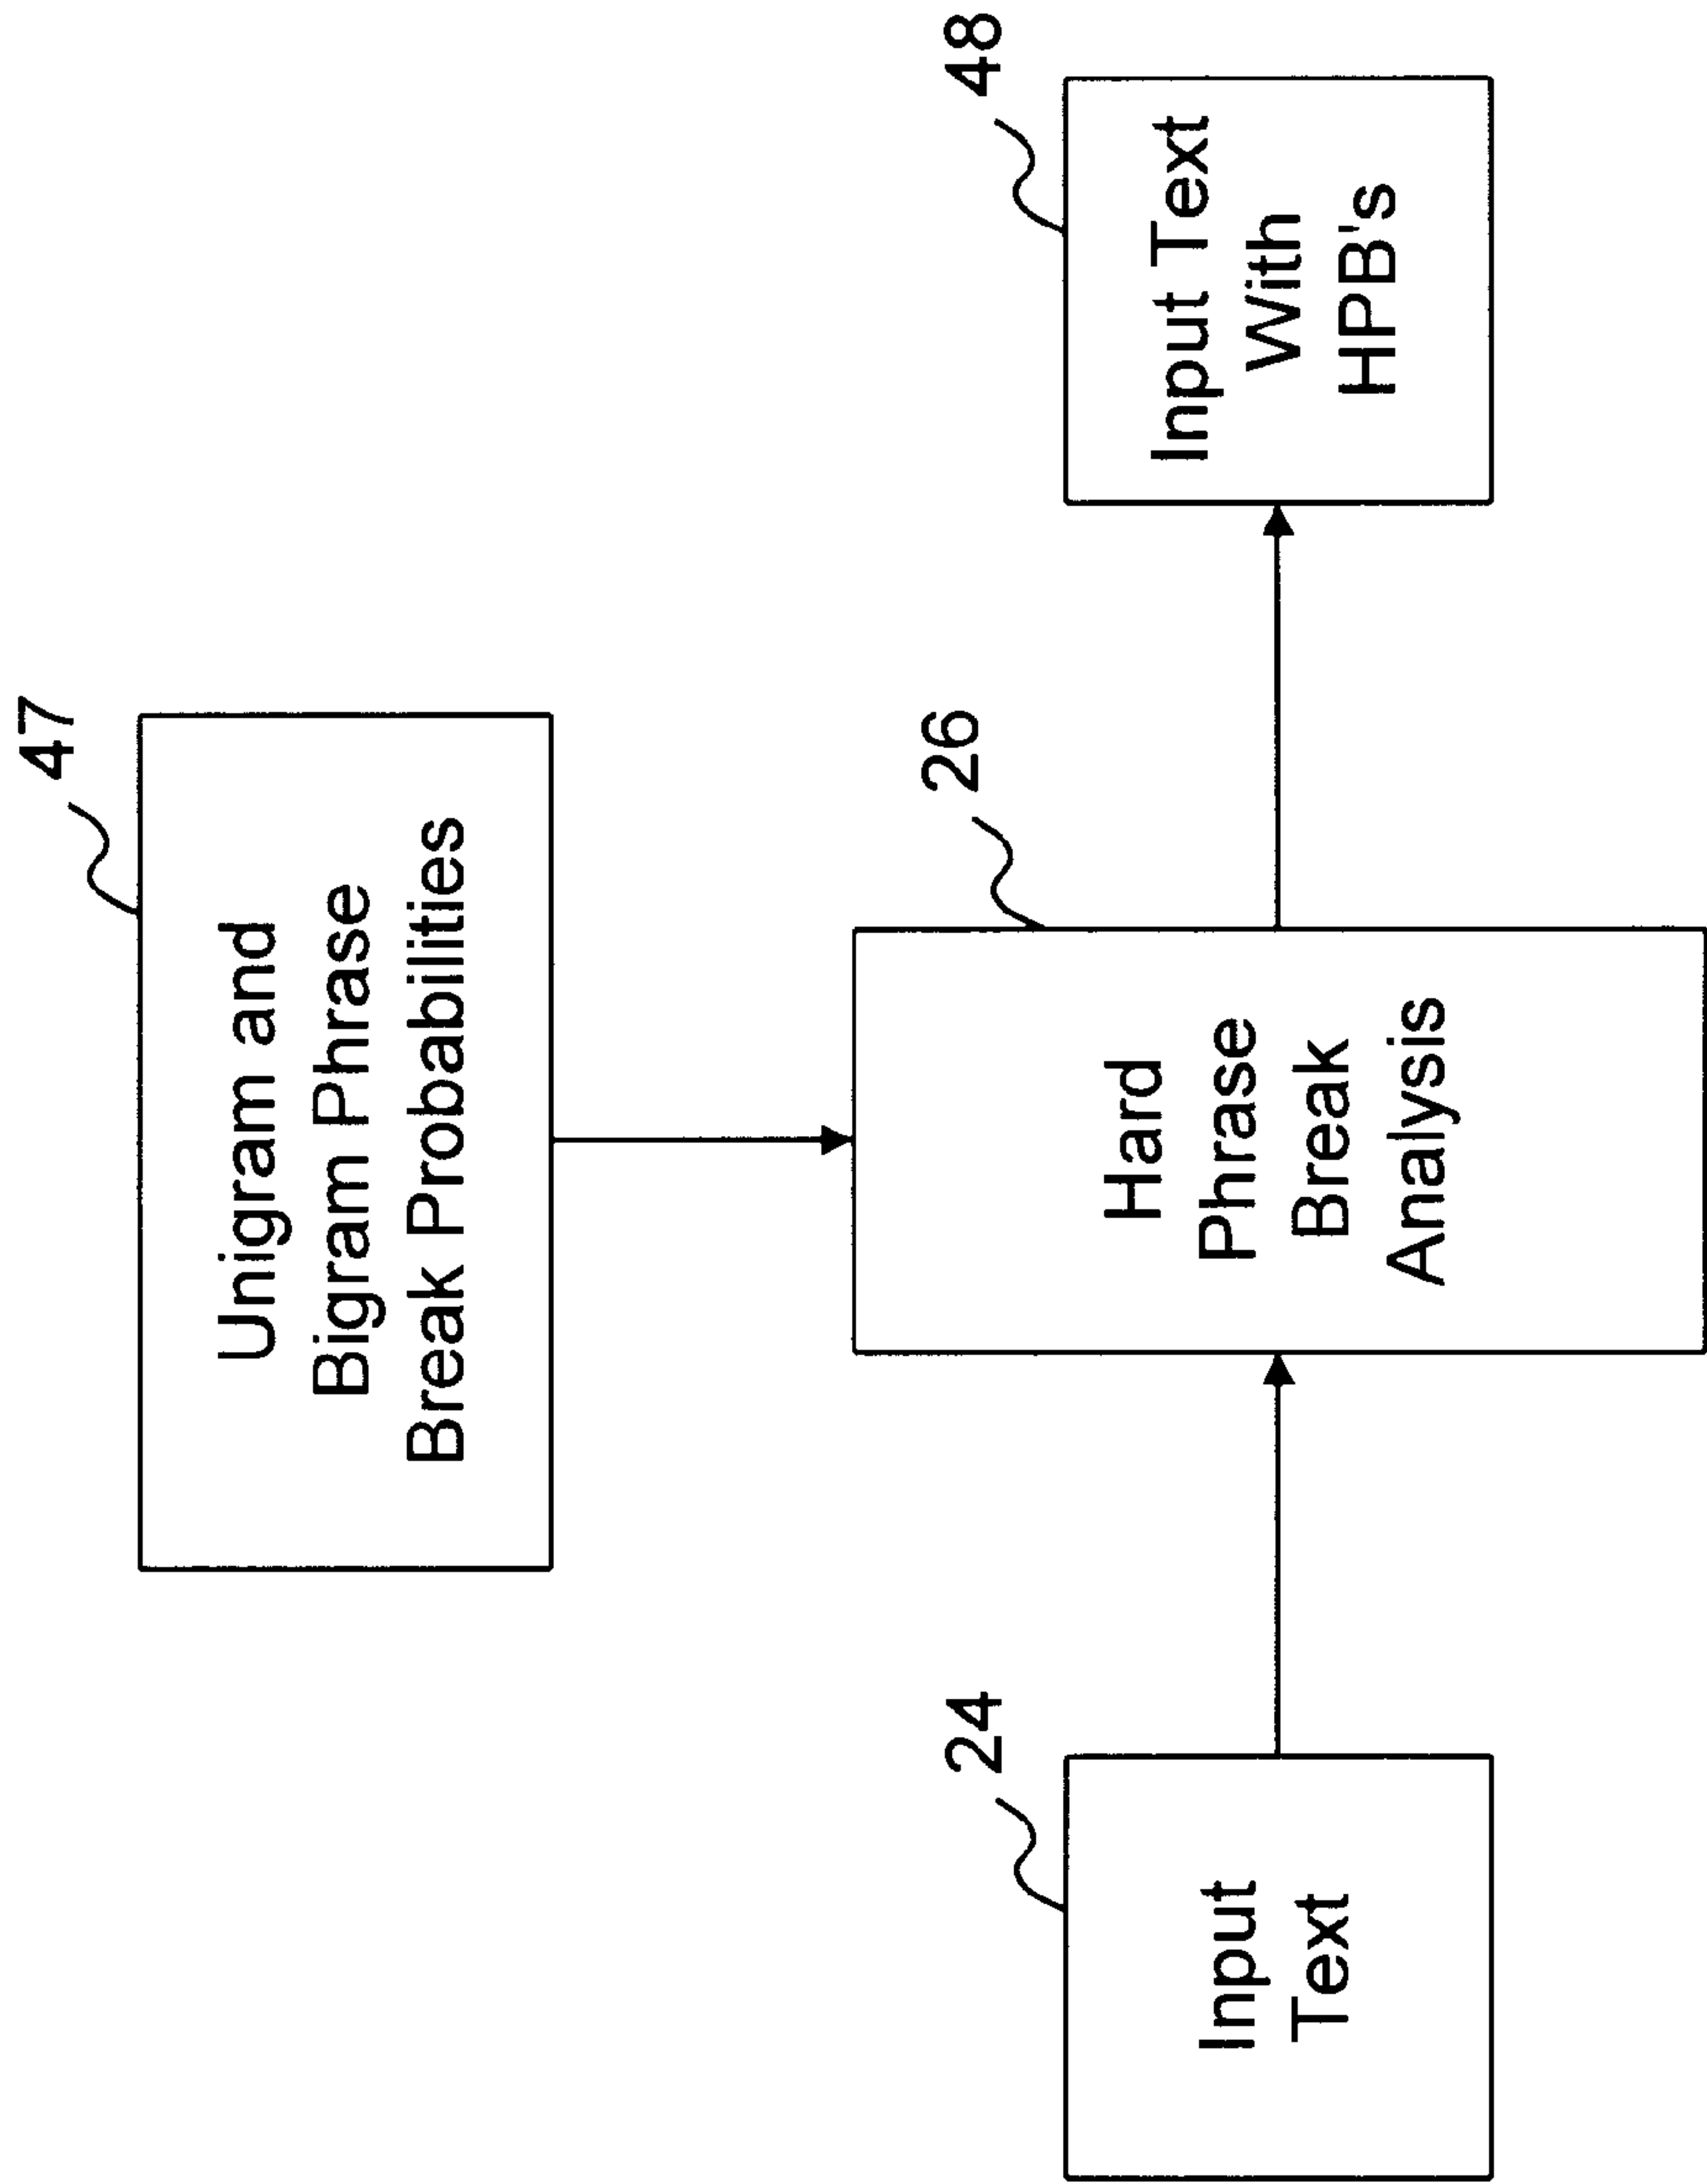 47
Unigram and
Bigram Phrase
Break Probabilities
24
Input
Text
26
Hard
Phrase
Break
Analysis
48
Input Text
With
HPB's